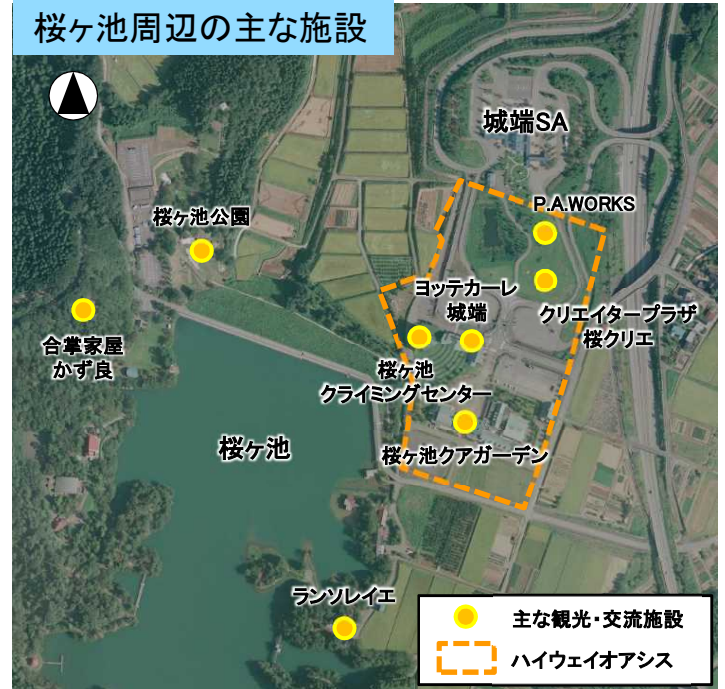 桜ヶ池周辺の主な施設
城端SA
P.A.WORKS
桜ヶ池公園
ヨッテカーレ
城端
クリエイタープラザ
桜クリエ
合掌家屋
かず良
桜ヶ池
クライミングセンター
桜ヶ池
桜ヶ池クアガーデン
ランソレイエ
主な観光・交流施設
ハイウェイオアシス